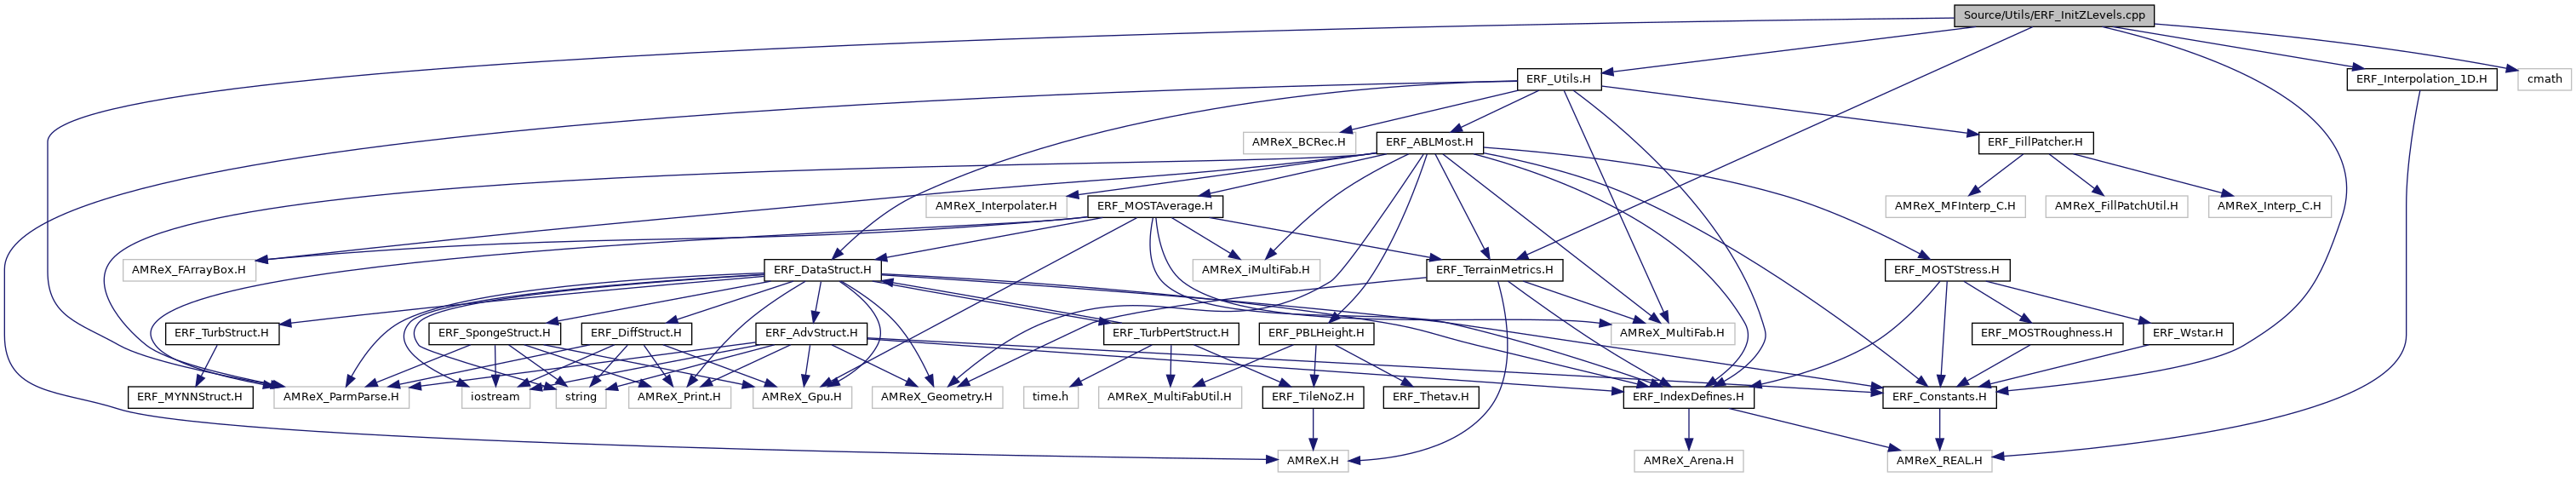 Source/Utils/ERF_InitZLevels.cpp
ERF_Utils.H
ERF_Interpolation_1D.H
cmath
AMReX_BCRec.H
ERF_ABLMost.H
ERF_FillPatcher.H
AMReX_Interpolater.H
ERF_MOSTAverage.H
AMReX_MFInterp_C.H
AMReX_FillPatchUtil.H
AMReX_Interp_C.H
AMReX_FArrayBox.H
ERF_DataStruct.H
AMReX_iMultiFab.H
ERF_TerrainMetrics.H
ERF_MOSTStress.H
ERF_TurbStruct.H
ERF_SpongeStruct.H
ERF_DiffStruct.H
ERF_AdvStruct.H
ERF_TurbPertStruct.H
ERF_PBLHeight.H
AMReX_MultiFab.H
ERF_MOSTRoughness.H
ERF_Wstar.H
ERF_MYNNStruct.H
AMReX_ParmParse.H
iostream
string
AMReX_Print.H
AMReX_Gpu.H
AMReX_Geometry.H
time.h
AMReX_MultiFabUtil.H
ERF_TileNoZ.H
ERF_Thetav.H
ERF_IndexDefines.H
ERF_Constants.H
AMReX.H
AMReX_Arena.H
AMReX_REAL.H